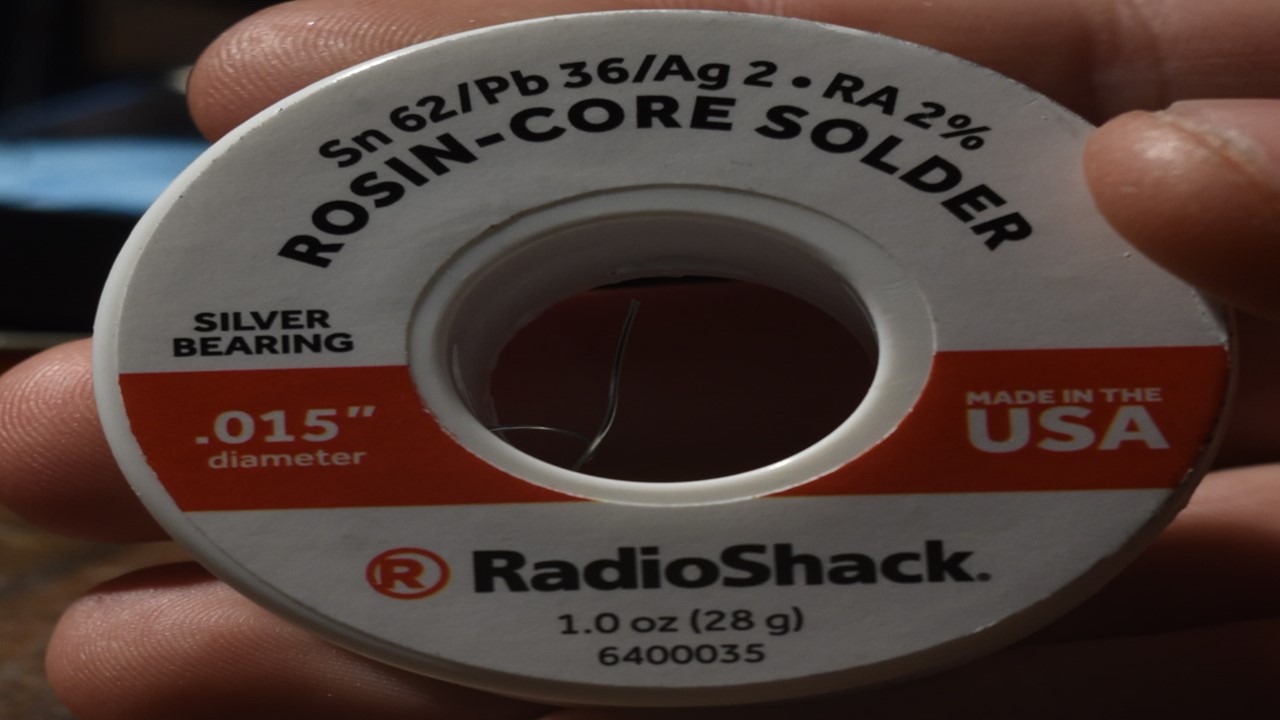 Sn 62/Pb 36/Ag 2 • RA 2%
ROSIN-CORE SOLDER
SILVER
BEARING
.015"
diameter
MADE IN THE
USA
R RadioShack.
1.0 oz (28 g)
6400035